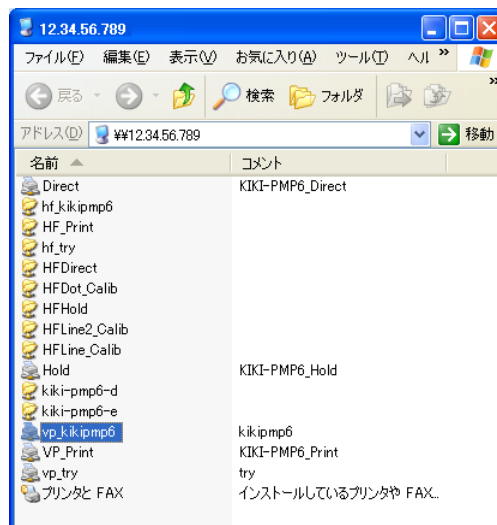 12.34.56.789
ファイル(F) 編集(E) 表示(V) お気に入り(A) ツール(T) ヘル »
戻る 検索 フォルダ »
アドレス(D) ¥¥12.34.56.789 移動
名前 コメント
Direct KIKI-PMP6_Direct
hf_kikipmp6
HF_Print
hf_try
HFDirect
HFDot_Calib
HFHold
HFLine2_Calib
HFLine_Calib
Hold KIKI-PMP6_Hold
kiki-pmp6-d
kiki-pmp6-e
vp_kikipmp6 kikipmp6
VP_Print KIKI-PMP6_Print
vp_try try
プリンタと FAX インストールしているプリンタや FAX...